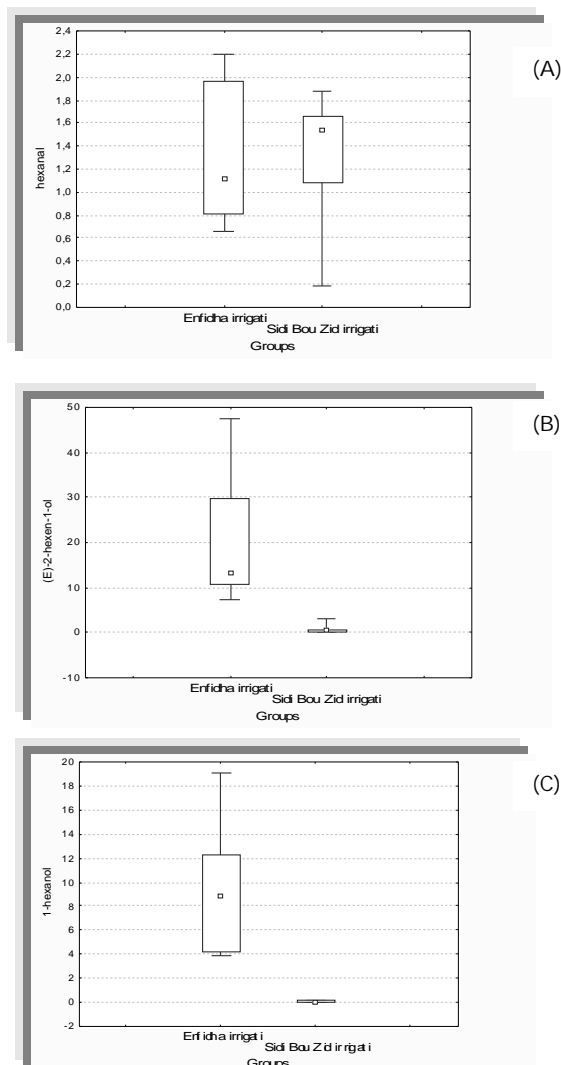 (A)
2,4
2,2
2,0
1,8
1,6
1,4
1,2
1,0
0,8
0,6
0,4
0,2
0,0
hexanal
Enfidha irrigati
Sidi Bou Zid irrigati
Groups
(B)
50
40
30
20
10
0
-10
(E)-2-hexen-1-ol
Enfidha irrigati
Sidi Bou Zid irrigati
Groups
(C)
20
18
16
14
12
10
8
6
4
2
0
-2
1-hexanol
Enfidha irrigati
Sidi Bou Zid irrigati
Groups